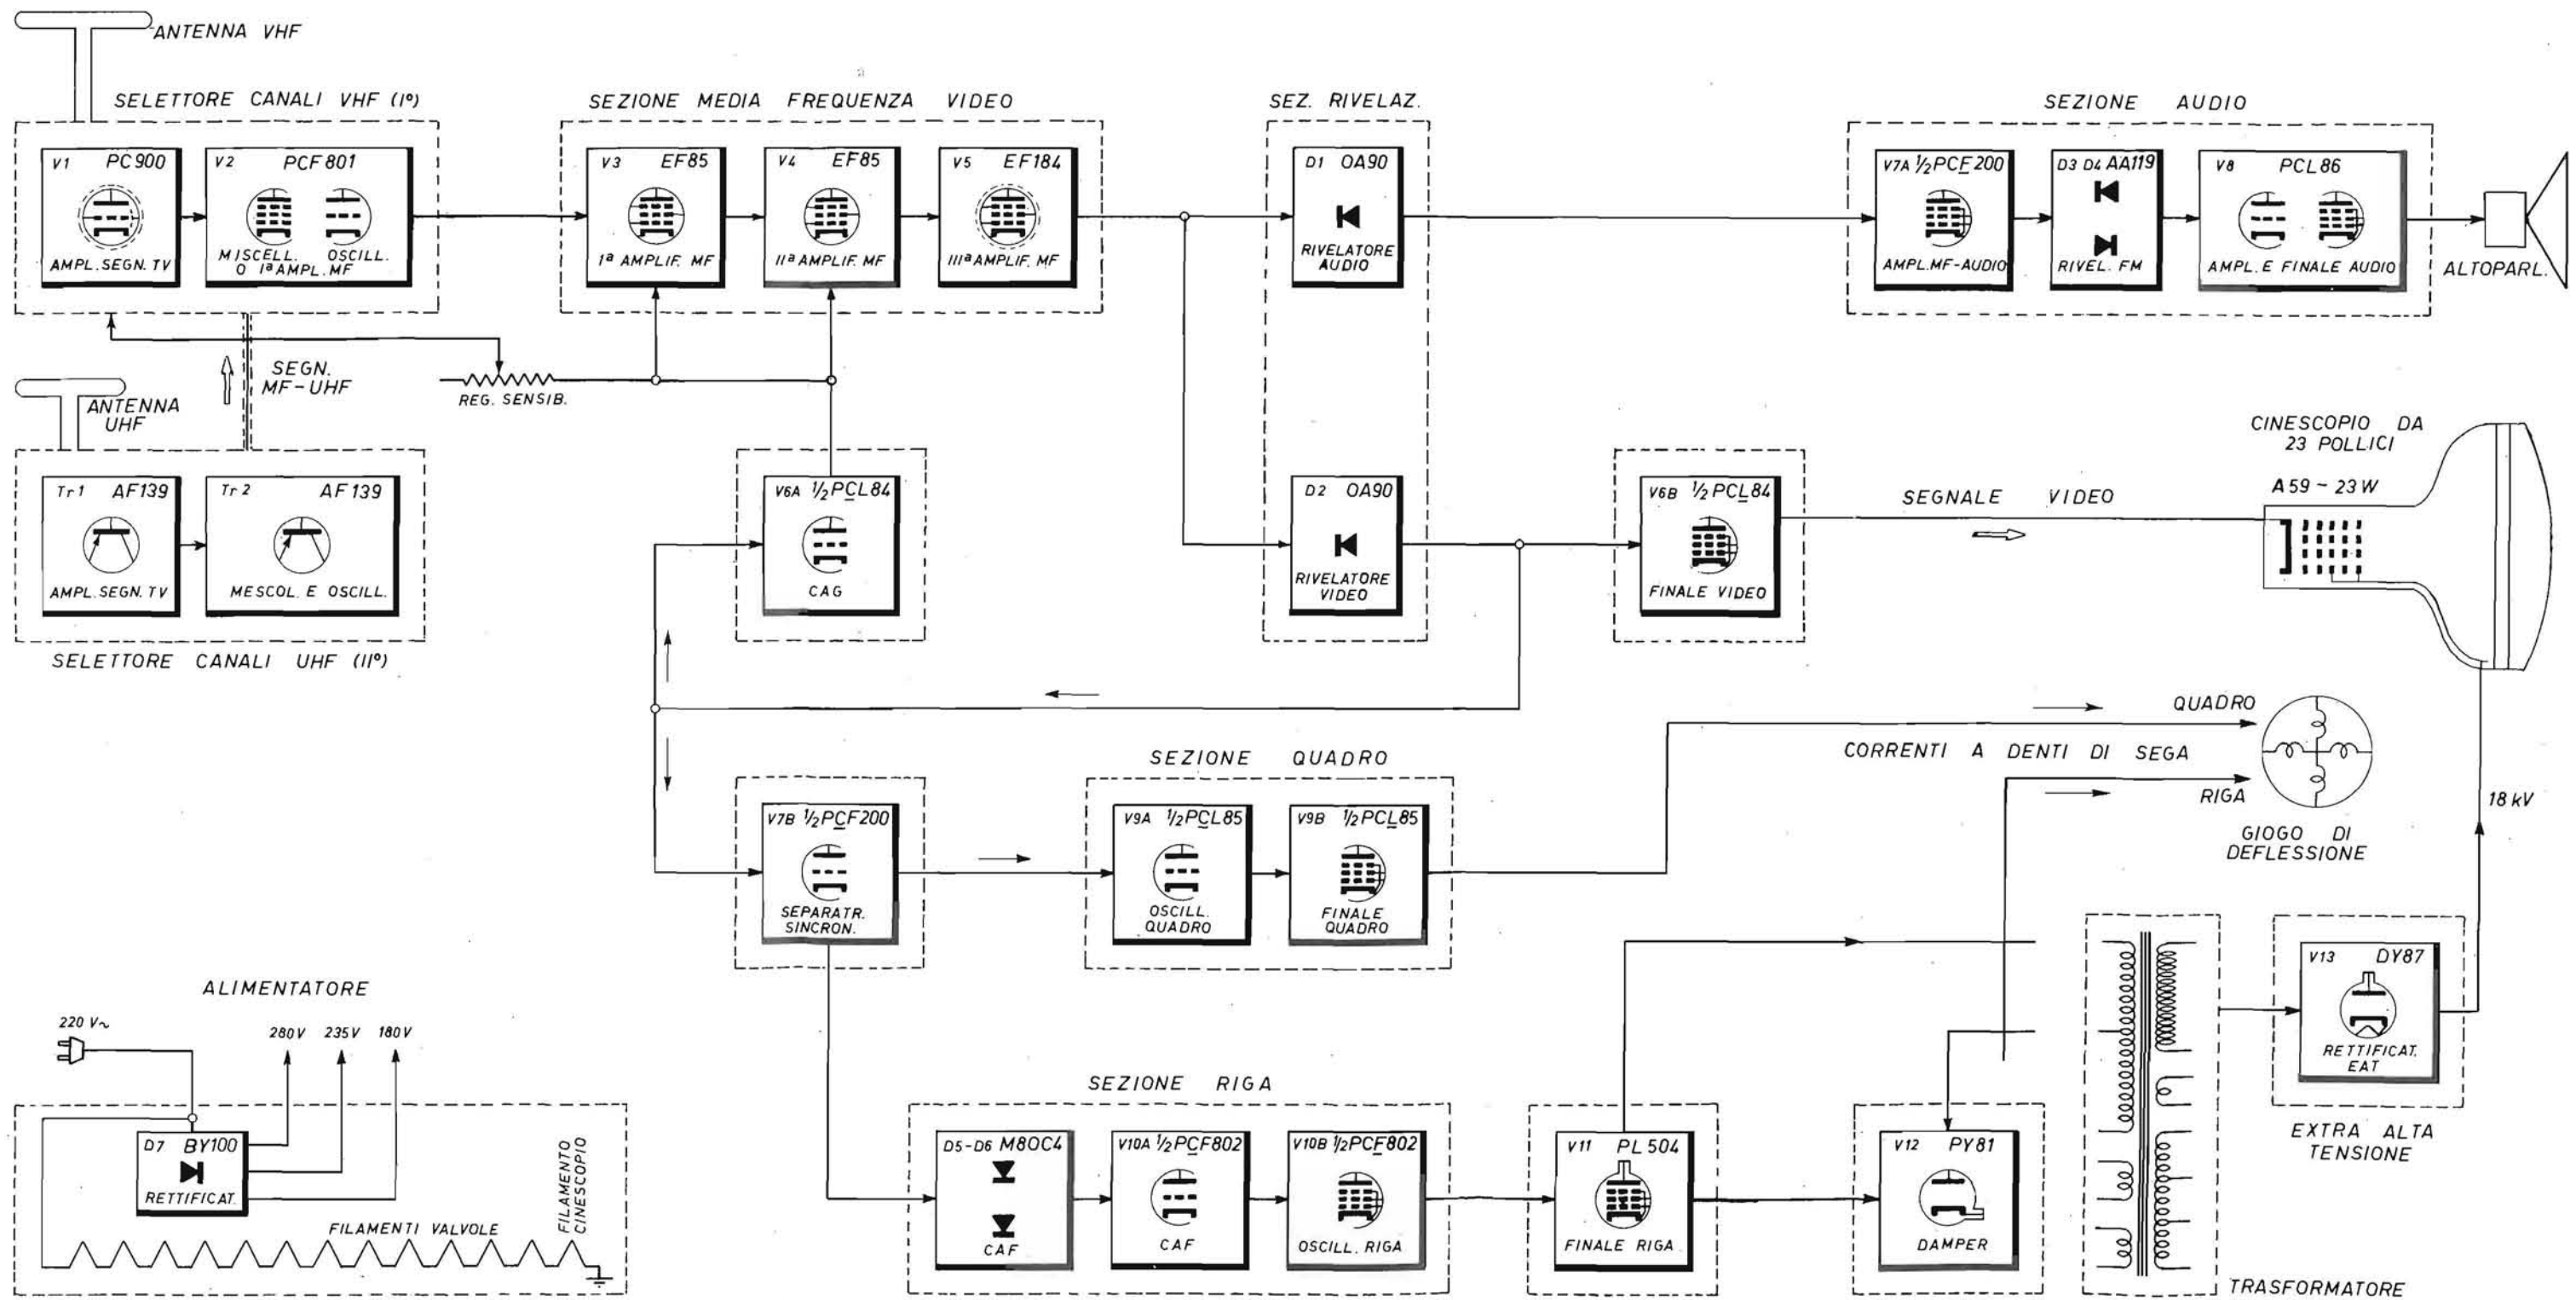 ANTENNA VHF
SELETTORE CANALI VHF (I°)
V1 PC900
AMPL. SEGN. TV
V2 PCF801
MISCELL. OSCILL.
O Iª AMPL. MF
SEZIONE MEDIA FREQUENZA VIDEO
V3 EF85
Iª AMPLIF. MF
V4 EF85
IIª AMPLIF. MF
V5 EF184
IIIª AMPLIF. MF
SEZ. RIVELAZ.
D1 OA90
RIVELATORE
AUDIO
SEZIONE AUDIO
V7A ½PCF200
AMPL. MF-AUDIO
D3 D4 AA119
RIVEL. FM
V8 PCL86
AMPL. E FINALE AUDIO
ALTOPARL.
SEGN.
MF-UHF
REG. SENSIB.
ANTENNA
UHF
Tr1 AF139
AMPL. SEGN. TV
Tr2 AF139
MESCOL. E OSCILL.
SELETTORE CANALI UHF (II°)
V6A ½PCL84
CAG
D2 OA90
RIVELATORE
VIDEO
V6B ½PCL84
FINALE VIDEO
SEGNALE VIDEO
CINESCOPIO DA
23 POLLICI
A59-23W
QUADRO
CORRENTI A DENTI DI SEGA
RIGA
GIOGO DI
DEFLESSIONE
18 kV
SEZIONE QUADRO
V7B ½PCF200
SEPARATR.
SINCRON.
V9A ½PCL85
OSCILL.
QUADRO
V9B ½PCL85
FINALE
QUADRO
V13 DY87
RETTIFICAT.
EAT
EXTRA ALTA
TENSIONE
ALIMENTATORE
220 V~
280V 235V 180V
D7 BY100
RETTIFICAT.
FILAMENTI VALVOLE
FILAMENTO
CINESCOPIO
SEZIONE RIGA
D5-D6 M80C4
CAF
V10A ½PCF802
CAF
V10B ½PCF802
OSCILL. RIGA
V11 PL504
FINALE RIGA
V12 PY81
DAMPER
TRASFORMATORE